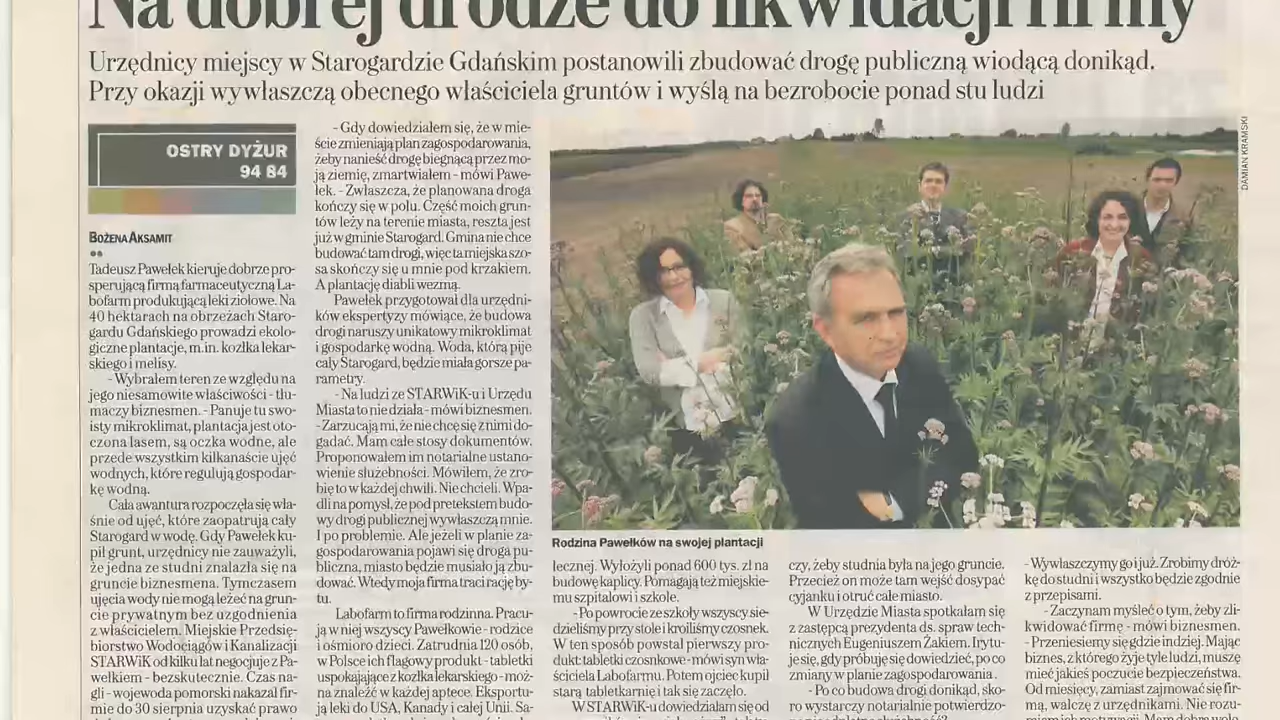 Na dobrej drodze do likwidacji firmy
Urzędnicy miejscy w Starogardzie Gdańskim postanowili zbudować drogę publiczną wiodącą donikąd.
Przy okazji wywłaszczą obecnego właściciela gruntów i wyślą na bezrobocie ponad stu ludzi
OSTRY DYŻUR
94 84
BOŻENA AKSAMIT
Tadeusz Pawełek kieruje dobrze pro-
sperującą firmą farmaceutyczną La-
bofarm produkującą leki ziołowe. Na
40 hektarach na obrzeżach Staro-
gardu Gdańskiego prowadzi ekolo-
giczne plantacje, m.in. kozłka lekar-
skiego i melisy.
- Wybrałem teren ze względu na
jego niesamowite właściwości - tłu-
maczy biznesmen. - Panuje tu swo-
isty mikroklimat, plantacja jest oto-
czona lasem, są oczka wodne, ale
przede wszystkim kilkanaście ujęć
wodnych, które regulują gospodar-
kę wodną.
Cała awantura rozpoczęła się wła-
śnie od ujęć, które zaopatrują cały
Starogard w wodę. Gdy Pawełek ku-
pił grunt, urzędnicy nie zauważyli,
że jedna ze studni znalazła się na
gruncie biznesmena. Tymczasem
ujęcia wody nie mogą leżeć na grun-
cie prywatnym bez uzgodnienia
z właścicielem. Miejskie Przedsię-
biorstwo Wodociągów i Kanalizacji
STARWiK od kilku lat negocjuje z Pa-
wełkiem - bezskutecznie. Czas na-
gli - wojewoda pomorski nakazał fir-
mie do 30 sierpnia uzyskać prawo
- Gdy dowiedziałem się, że w mie-
ście zmieniają plan zagospodarowania,
żeby nanieść drogę biegnącą przez mo-
ją ziemię, zmartwiałem - mówi Pawe-
łek. - Zwłaszcza, że planowana droga
kończy się w polu. Część moich grun-
tów leży na terenie miasta, reszta jest
już w gminie Starogard. Gmina nie chce
budować tam drogi, więc ta miejska szo-
sa skończy się u mnie pod krzakiem.
A plantację diabli wezmą.
Pawełek przygotował dla urzędni-
ków ekspertyzy mówiące, że budowa
drogi naruszy unikatowy mikroklimat
i gospodarkę wodną. Woda, którą pije
cały Starogard, będzie miała gorsze pa-
rametry.
- Na ludzi ze STARWiK-u i Urzędu
Miasta to nie działa - mówi biznesmen.
- Zarzucają mi, że nie chcę się z nimi do-
gadać. Mam całe stosy dokumentów.
Proponowałem im notarialne ustano-
wienie służebności. Mówiłem, że zro-
bię to w każdej chwili. Nie chcieli. Wpa-
dli na pomysł, że pod pretekstem budo-
wy drogi publicznej wywłaszczą mnie.
I po problemie. Ale jeżeli w planie za-
gospodarowania pojawi się droga pu-
bliczna, miasto będzie musiało ją zbu-
dować. Wtedy moja firma traci rację by-
tu.
Labofarm to firma rodzinna. Pracu-
ją w niej wszyscy Pawełkowie - rodzice
i ośmioro dzieci. Zatrudnia 120 osób,
w Polsce ich flagowy produkt - tabletki
uspokajające z kozłka lekarskiego - moż-
na znaleźć w każdej aptece. Eksportu-
ją leki do USA, Kanady i całej Unii. Sa-
DAMIAN KRAMSKI
Rodzina Pawełków na swojej plantacji
łecznej. Wyłożyli ponad 600 tys. zł na
budowę kaplicy. Pomagają też miejskie-
mu szpitalowi i szkole.
- Po powrocie ze szkoły wszyscy sie-
dzieliśmy przy stole i kroiliśmy czosnek.
W ten sposób powstał pierwszy pro-
dukt: tabletki czosnkowe - mówi syn wła-
ściciela Labofarmu. Potem ojciec kupił
starą tabletkarnię i tak się zaczęło.
W STARWiK-u dowiedziałam się od
czy, żeby studnia była na jego gruncie.
Przecież on może tam wejść dosypać
cyjanku i otruć całe miasto.
W Urzędzie Miasta spotkałam się
z zastępcą prezydenta ds. spraw tech-
nicznych Eugeniuszem Żakiem. Irytu-
je się, gdy próbuję się dowiedzieć, po co
zmiany w planie zagospodarowania.
- Po co budowa drogi donikąd, sko-
ro wystarczy notarialnie potwierdzo-
- Wywłaszczymy go i już. Zrobimy dróż-
kę do studni i wszystko będzie zgodnie
z przepisami.
- Zaczynam myśleć o tym, żeby zli-
kwidować firmę - mówi biznesmen.
- Przeniesiemy się gdzie indziej. Mając
biznes, z którego żyje tyle ludzi, muszę
mieć jakieś poczucie bezpieczeństwa.
Od miesięcy, zamiast zajmować się fir-
mą, walczę z urzędnikami. Nie rozu-